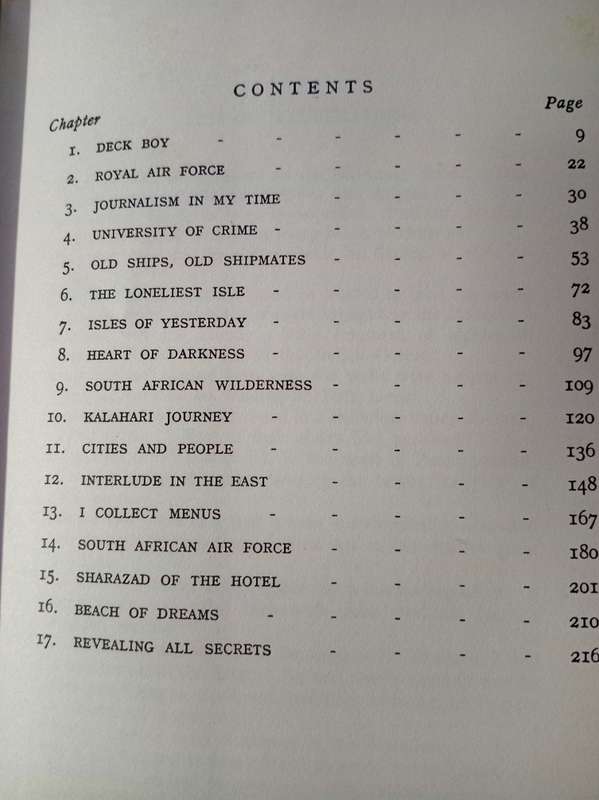 CONTENTS
Chapter Page
1. DECK BOY - - - - - - 9
2. ROYAL AIR FORCE - - - - - 22
3. JOURNALISM IN MY TIME - - - - 30
4. UNIVERSITY OF CRIME - - - - - 38
5. OLD SHIPS, OLD SHIPMATES - - - - 53
6. THE LONELIEST ISLE - - - - - 72
7. ISLES OF YESTERDAY - - - - - 83
8. HEART OF DARKNESS - - - - - 97
9. SOUTH AFRICAN WILDERNESS - - - - 109
10. KALAHARI JOURNEY - - - - - 120
11. CITIES AND PEOPLE - - - - - 136
12. INTERLUDE IN THE EAST - - - - 148
13. I COLLECT MENUS - - - - - 167
14. SOUTH AFRICAN AIR FORCE - - - - 180
15. SHARAZAD OF THE HOTEL - - - - 201
16. BEACH OF DREAMS - - - - - 210
17. REVEALING ALL SECRETS - - - - 216